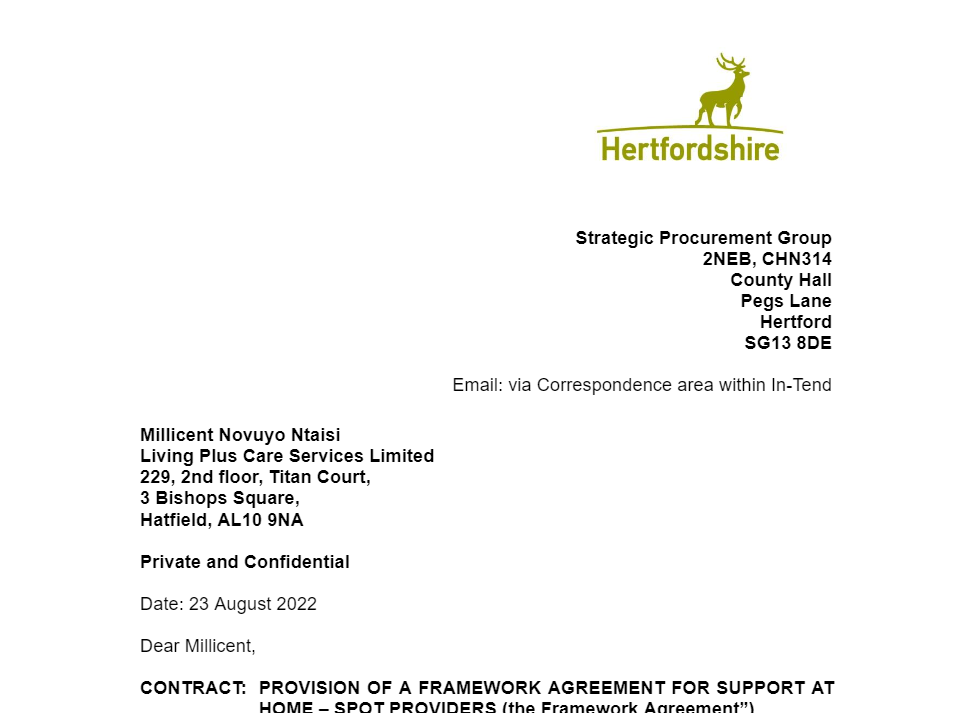 Hertfordshire
Strategic Procurement Group
2NEB, CHN314
County Hall
Pegs Lane
Hertford
SG13 8DE
Email: via Correspondence area within In-Tend
Millicent Novuyo Ntaisi
Living Plus Care Services Limited
229, 2nd floor, Titan Court,
3 Bishops Square,
Hatfield, AL10 9NA
Private and Confidential
Date: 23 August 2022
Dear Millicent,
CONTRACT: PROVISION OF A FRAMEWORK AGREEMENT FOR SUPPORT AT
HOME – SPOT PROVIDERS (the Framework Agreement”)